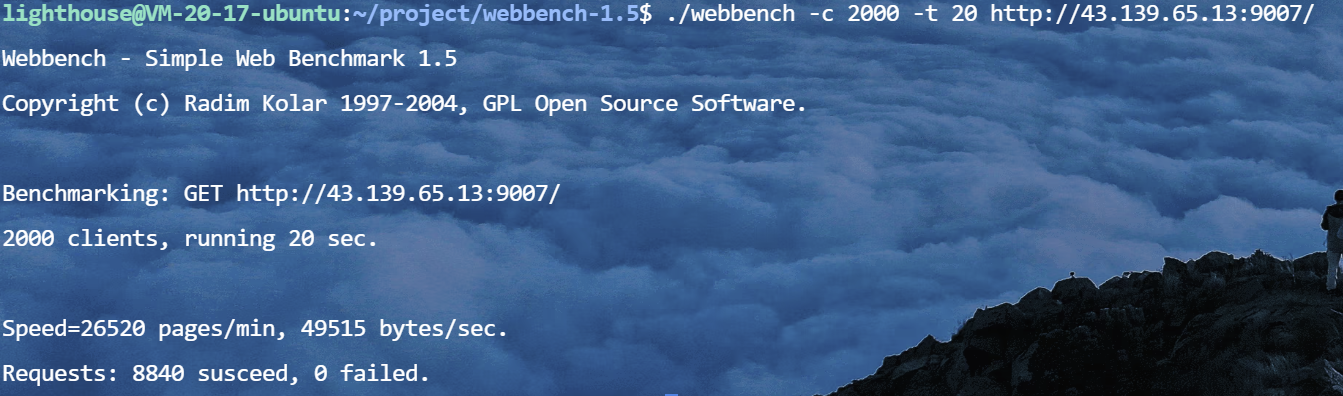 lighthouse@VM-20-17-ubuntu:~/project/webbench-1.5$ ./webbench -c 2000 -t 20 http://43.139.65.13:9007/
Webbench - Simple Web Benchmark 1.5
Copyright (c) Radim Kolar 1997-2004, GPL Open Source Software.
Benchmarking: GET http://43.139.65.13:9007/
2000 clients, running 20 sec.
Speed=26520 pages/min, 49515 bytes/sec.
Requests: 8840 susceed, 0 failed.